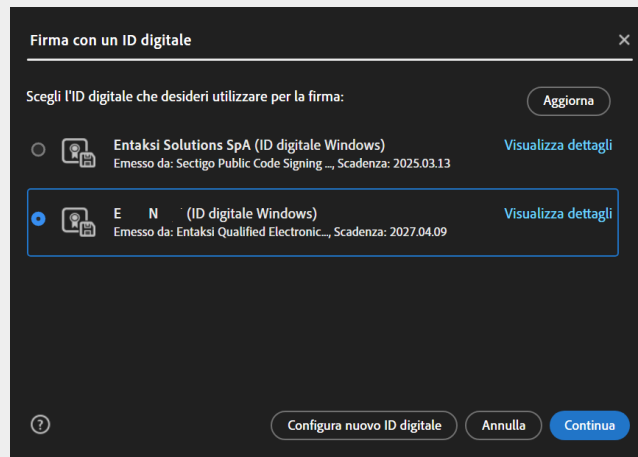 Firma con un ID digitale
Scegli l'ID digitale che desideri utilizzare per la firma:
Aggiorna
Entaksi Solutions SpA (ID digitale Windows)
Visualizza dettagli
Emesso da: Sectigo Public Code Signing ..., Scadenza: 2025.03.13
E N (ID digitale Windows)
Visualizza dettagli
Emesso da: Entaksi Qualified Electronic..., Scadenza: 2027.04.09
Configura nuovo ID digitale
Annulla
Continua